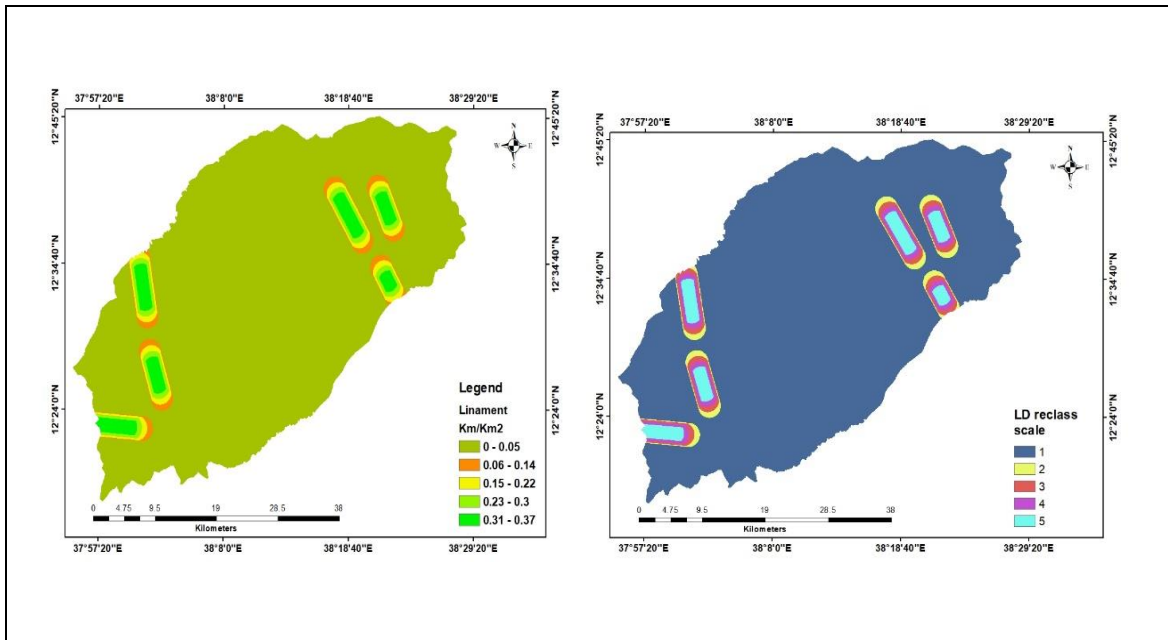 37°57'20"E 38°8'0"E 38°18'40"E 38°29'20"E
12°45'20"N 12°45'20"N
N
W E
S
12°34'40"N 12°34'40"N
12°24'0"N 12°24'0"N
Legend
Linament
Km/Km2
0 - 0.05
0.06 - 0.14
0.15 - 0.22
0.23 - 0.3
0.31 - 0.37
0 4.75 9.5 19 28.5 38
Kilometers
37°57'20"E 38°8'0"E 38°18'40"E 38°29'20"E
37°57'20"E 38°8'0"E 38°18'40"E 38°29'20"E
12°45'20"N 12°45'20"N
N
W E
S
12°34'40"N 12°34'40"N
12°24'0"N 12°24'0"N
LD reclass
scale
1
2
3
4
5
0 4.75 9.5 19 28.5 38
Kilometers
37°57'20"E 38°8'0"E 38°18'40"E 38°29'20"E